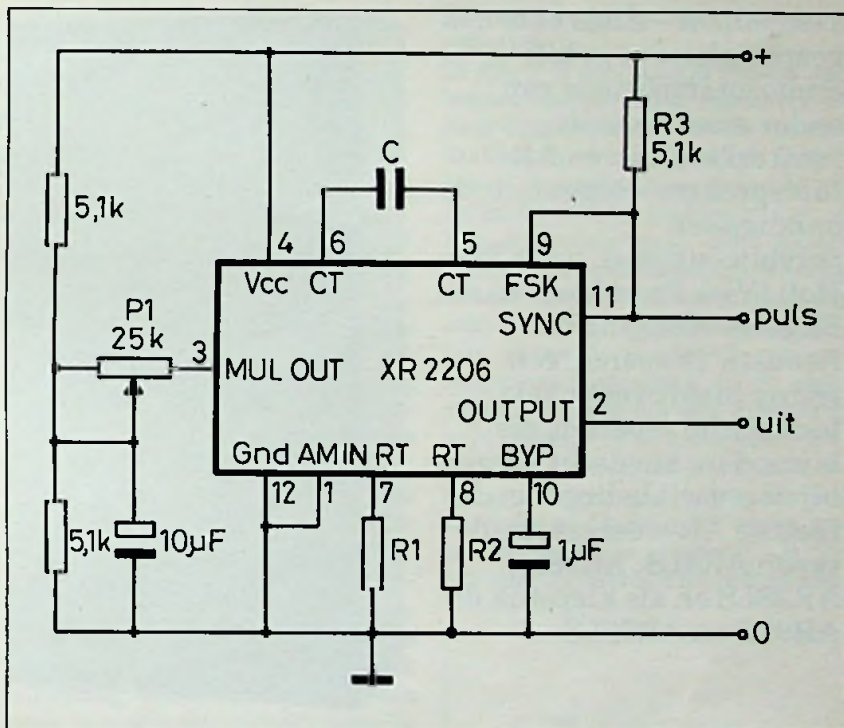 +
R3
5,1k
C
5,1k
4
6
5
9
Vcc
CT
CT
FSK
11
SYNC
puls
P1
25k
3
MUL OUT
XR 2206
2
OUTPUT
uit
Gnd
AMIN
RT
RT
BYP
12
1
7
8
10
5,1k
10µF
R1
R2
1µF
0